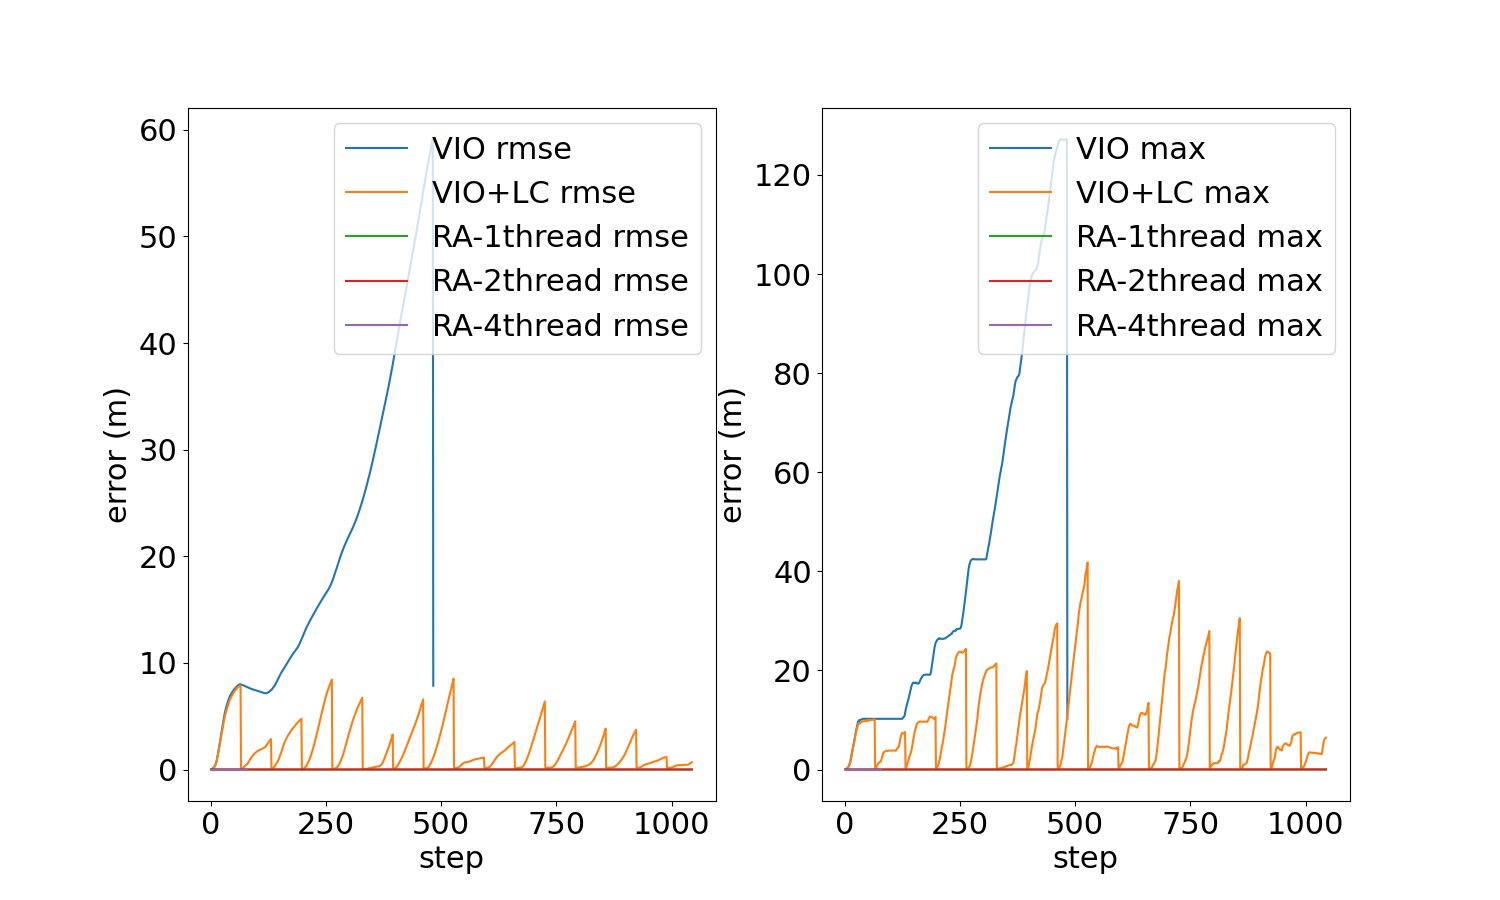 60
50
40
30
20
10
0
error (m)
VIO rmse
VIO+LC rmse
RA-1thread rmse
RA-2thread rmse
RA-4thread rmse
0 250 500 750 1000
step
120
100
80
60
40
20
0
error (m)
VIO max
VIO+LC max
RA-1thread max
RA-2thread max
RA-4thread max
0 250 500 750 1000
step